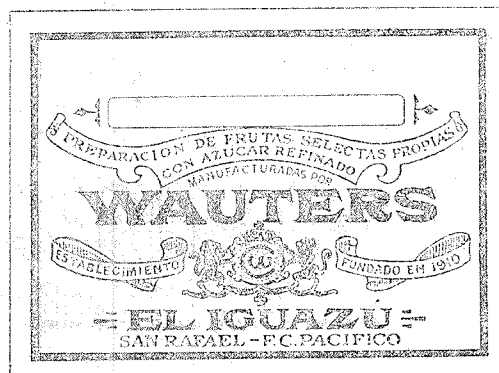 PREPARACION DE FRUTAS SELECTAS PROPIAS
CON AZUCAR REFINADO
MANUFACTURADAS POR
WAUTERS
ESTABLECIMIENTO
FUNDADO EN 1910
EL IGUAZÚ
SAN RAFAEL - F.C. PACIFICO